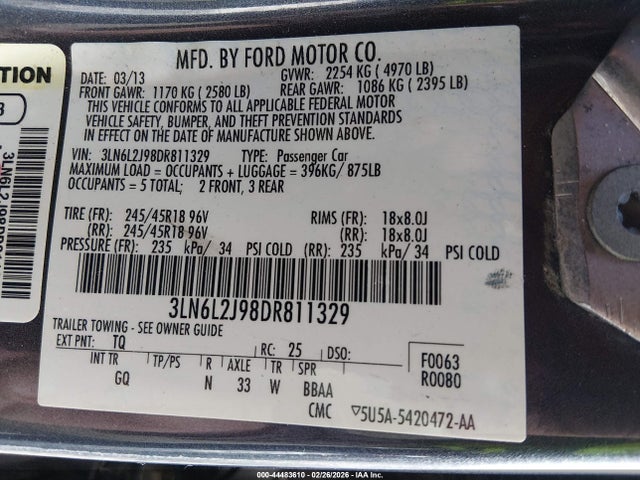 MFD. BY FORD MOTOR CO.
DATE: 03/13 GVWR: 2254 KG ( 4970 LB)
FRONT GAWR: 1170 KG ( 2580 LB) REAR GAWR: 1086 KG ( 2395 LB)
THIS VEHICLE CONFORMS TO ALL APPLICABLE FEDERAL MOTOR
VEHICLE SAFETY, BUMPER, AND THEFT PREVENTION STANDARDS
IN EFFECT ON THE DATE OF MANUFACTURE SHOWN ABOVE.
VIN: 3LN6L2J98DR811329 TYPE: Passenger Car
MAXIMUM LOAD = OCCUPANTS + LUGGAGE = 396KG/ 875LB
OCCUPANTS = 5 TOTAL; 2 FRONT, 3 REAR
TIRE (FR): 245/45R18 96V RIMS (FR): 18x8.0J
(RR): 245/45R18 96V (RR): 18x8.0J
PRESSURE (FR): 235 kPa/ 34 PSI COLD (RR): 235 kPa/ 34 PSI COLD
3LN6L2J98DR811329
TRAILER TOWING - SEE OWNER GUIDE
EXT PNT: TQ RC: 25 DSO: F0063
INT TR TP/PS R AXLE TR SPR R0080
GQ N 33 W BBAA
CMC 5U5A-5420472-AA
TION
3LN6L2J98DR
000-44483610 - 02/26/2026 - IAA Inc.